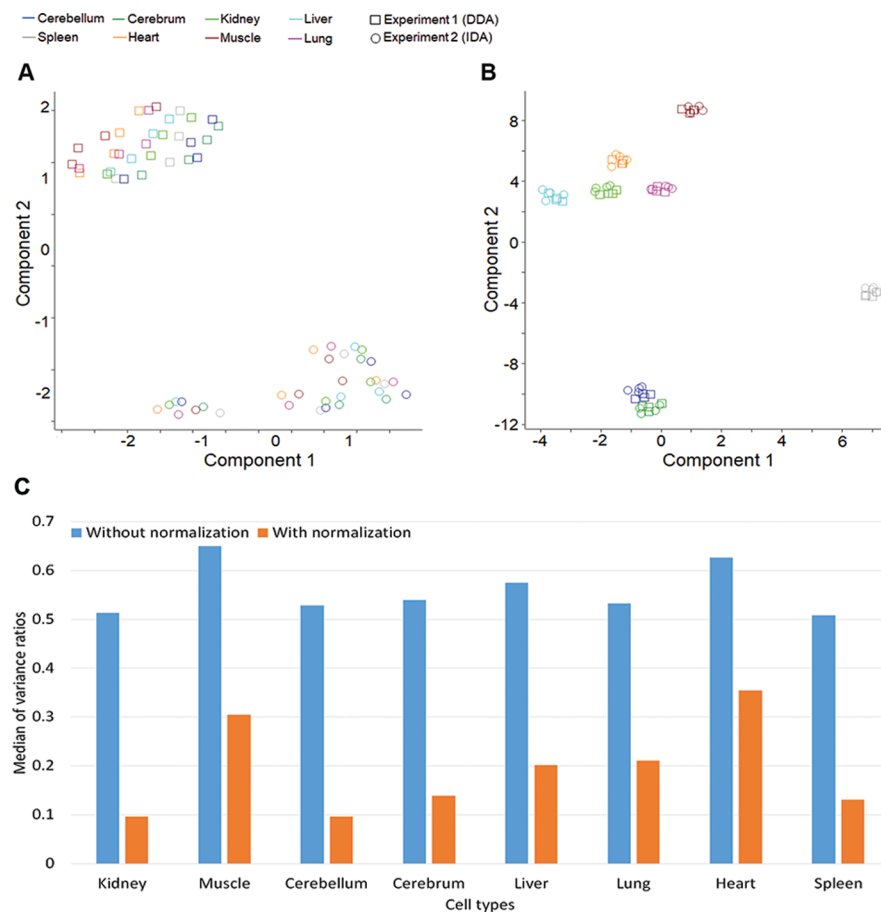 Cerebellum Cerebrum Kidney Liver Experiment 1 (DDA)
Spleen Heart Muscle Lung Experiment 2 (IDA)
A
B
2
1
0
-1
-2
Component 2
-2 -1 0 1
Component 1
8
4
0
-4
-8
-12
Component 2
-4 -2 0 2 4 6
Component 1
C
0.7
0.6
0.5
0.4
0.3
0.2
0.1
0
Median of variance ratios
Without normalization With normalization
Kidney Muscle Cerebellum Cerebrum Liver Lung Heart Spleen
Cell types